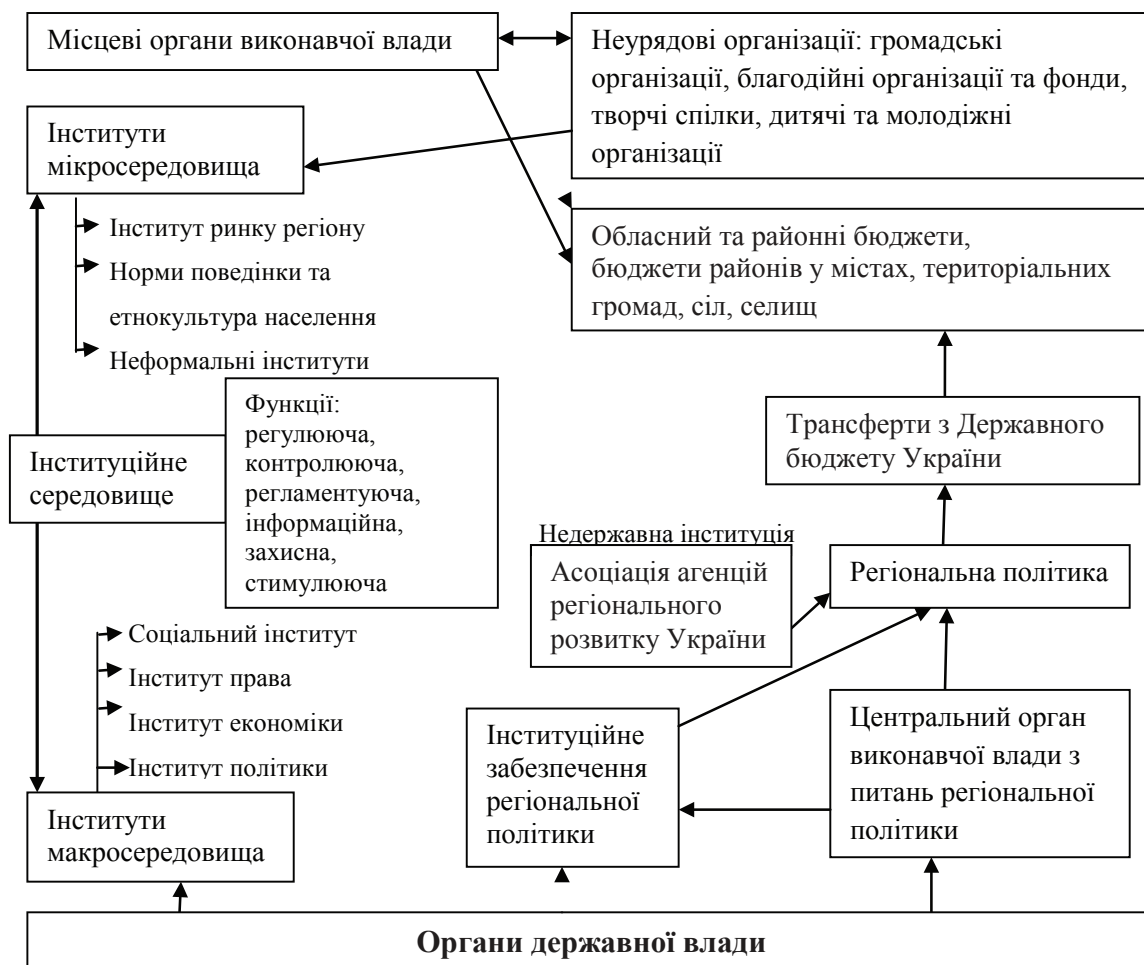 Місцеві органи виконавчої влади
Неурядові організації: громадські
організації, благодійні організації та фонди,
творчі спілки, дитячі та молодіжні
організації
Інститути
мікросередовища
Інститут ринку регіону
Норми поведінки та
етнокультура населення
Неформальні інститути
Обласний та районні бюджети,
бюджети районів у містах, територіальних
громад, сіл, селищ
Функції:
регулююча,
контролююча,
регламентуюча,
інформаційна,
захисна,
стимулююча
Інституційне
середовище
Трансферти з Державного
бюджету України
Недержавна інституція
Асоціація агенцій
регіонального
розвитку України
Регіональна політика
Соціальний інститут
Інститут права
Інститут економіки
Інститут політики
Інститути
макросередовища
Інституційне
забезпечення
регіональної
політики
Центральний орган
виконавчої влади з
питань регіональної
політики
Органи державної влади